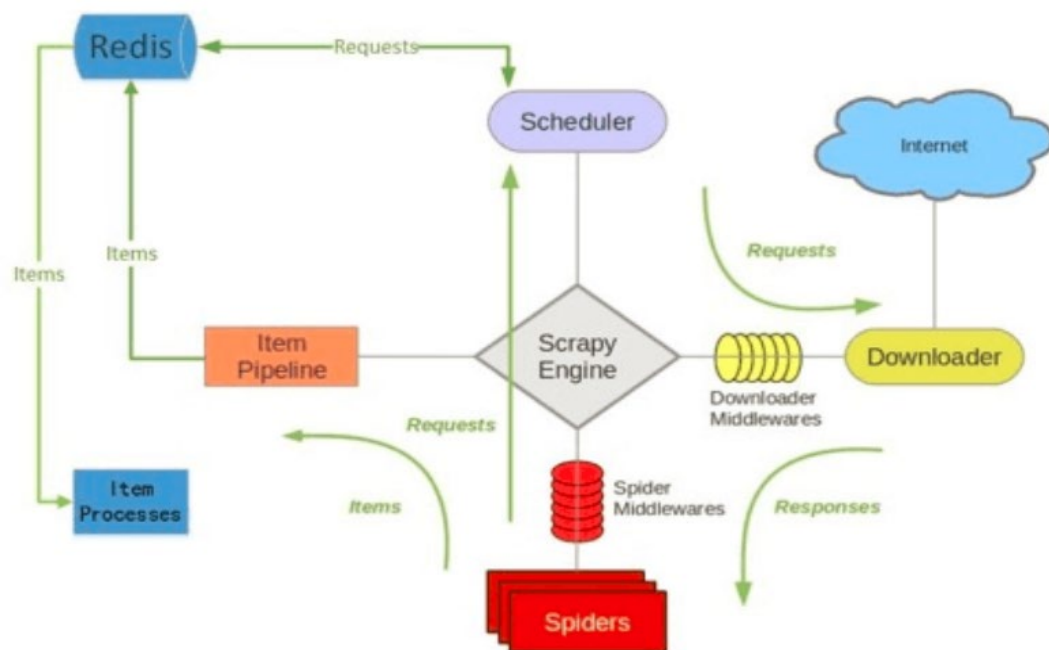 Redis
Requests
Scheduler
Internet
Requests
Items
Items
Item
Pipeline
Scrapy
Engine
Downloader
Downloader
Middlewares
Requests
Items
Item
Processes
Spider
Middlewares
Responses
Spiders